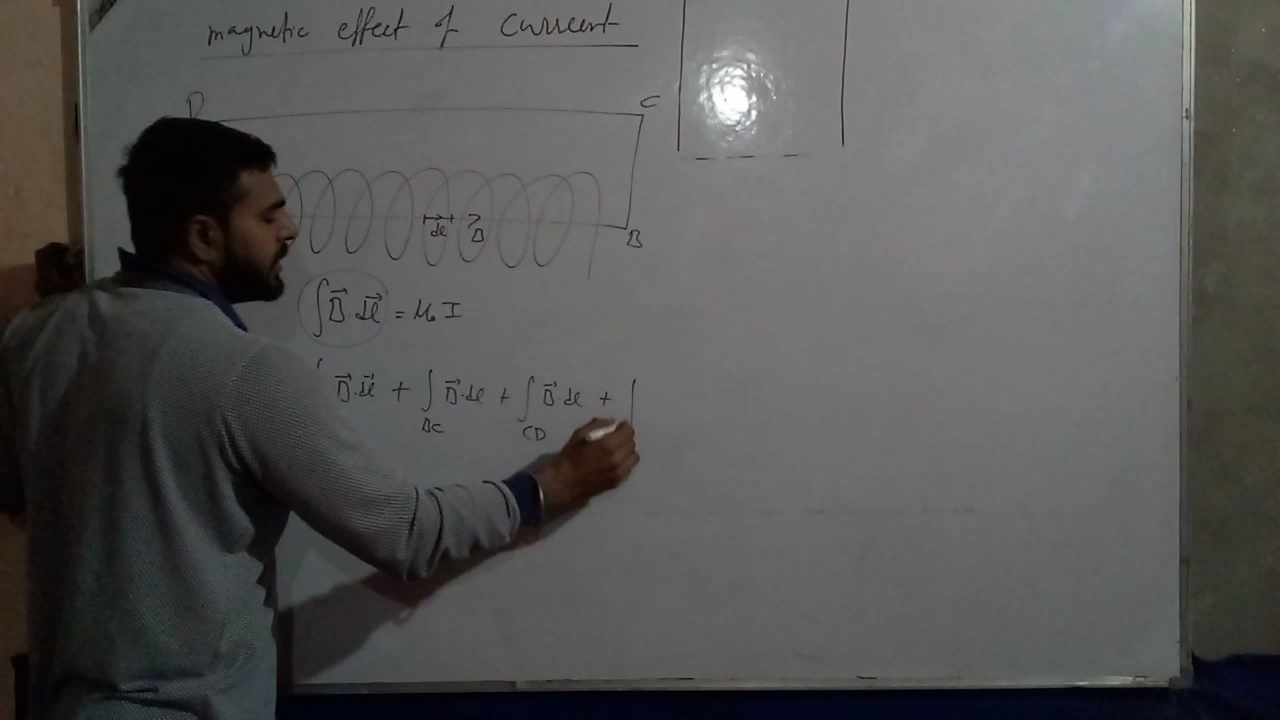 magnetic effect of current
D C
dl B⃗ B
∫B⃗·dl⃗ = μ₀ I
B⃗·dl⃗ + ∫B⃗·dl + ∫B⃗·dl + ∫
BC CD